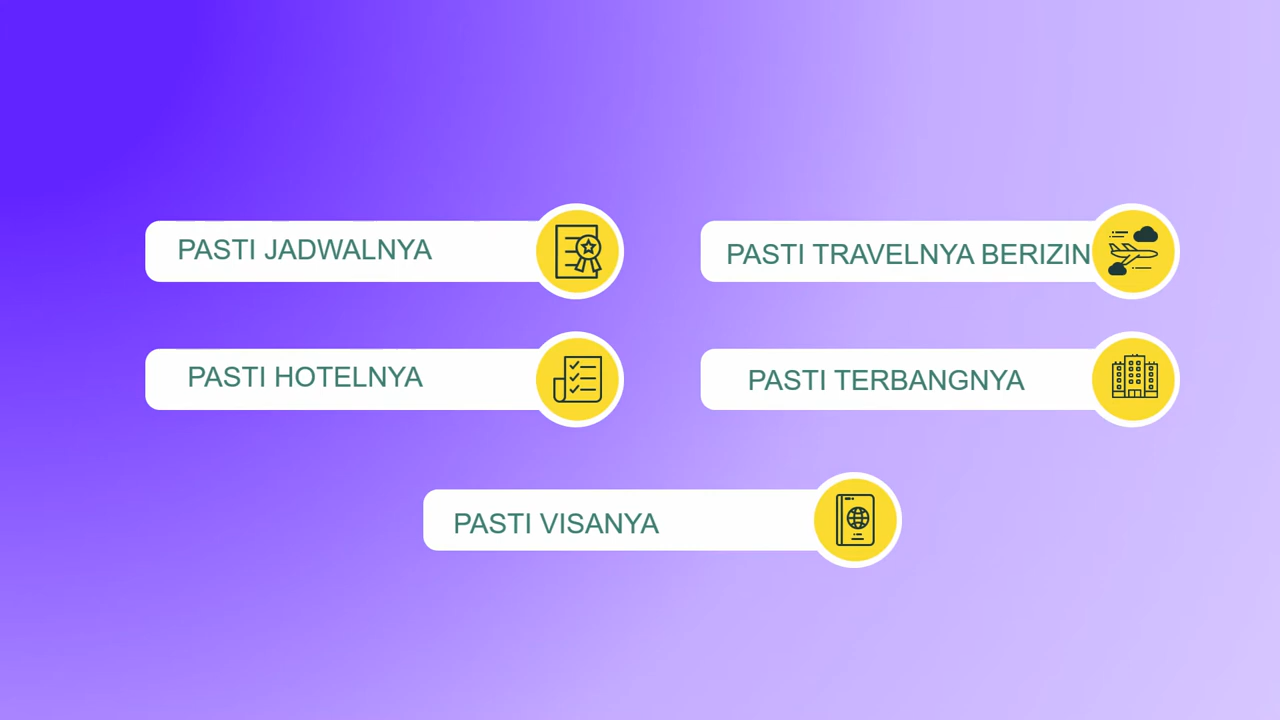 PASTI JADWALNYA
PASTI TRAVELNYA BERIZIN
PASTI HOTELNYA
PASTI TERBANGNYA
PASTI VISANYA